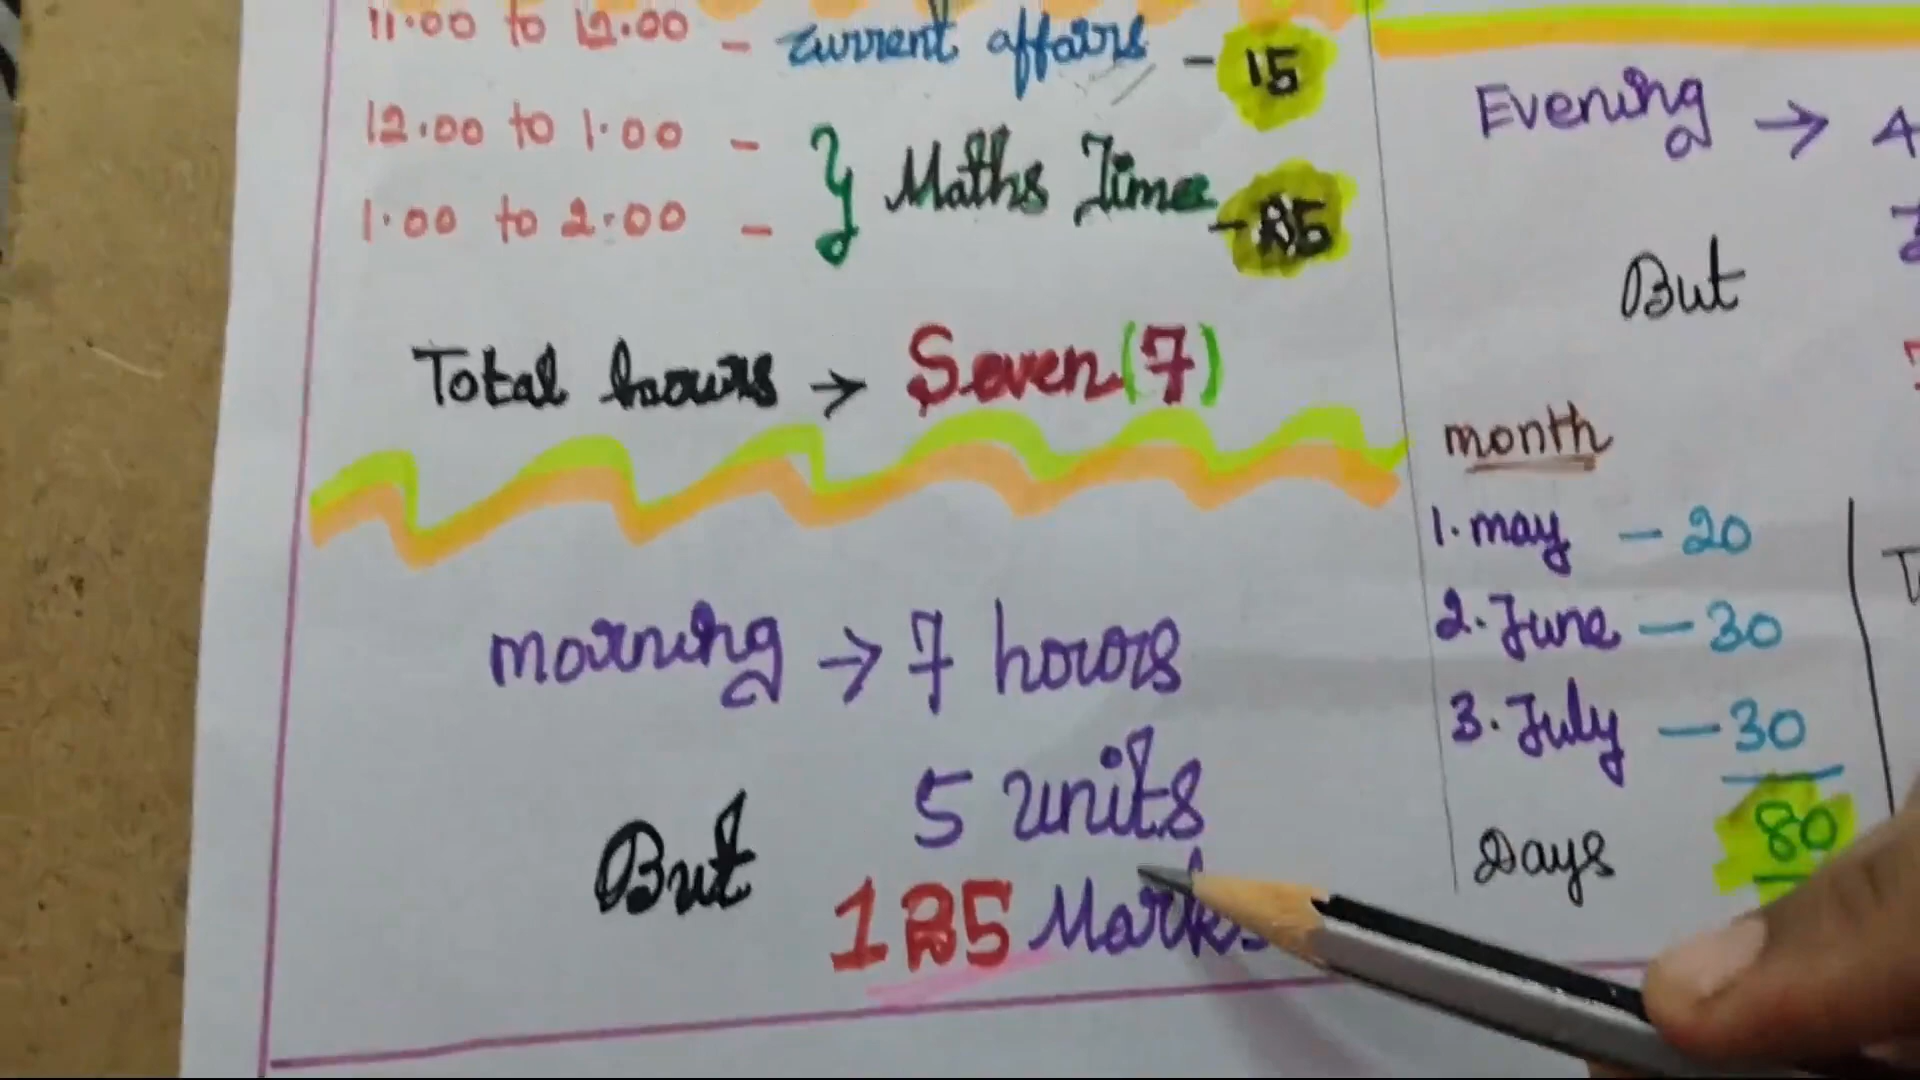 11.00 to 12.00 - current affairs - 15
12.00 to 1.00 -
1.00 to 2.00 - } Maths Time - 25
Total hours → Seven (7)
morning → 7 hours
5 units
But
125 Marks
Evening → 4
But
month
1. may - 20
2. June - 30
3. July - 30
Days 80